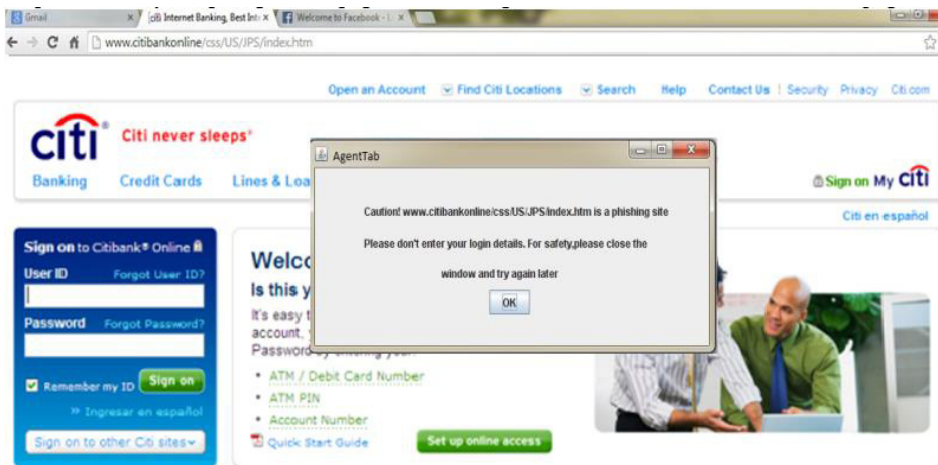 Gmail
Citi Internet Banking, Best Inte
Welcome to Facebook - L
www.citibankonline/css/US/JPS/index.htm
Open an Account Find Citi Locations Search Help Contact Us | Security Privacy Citi.com
citi® Citi never sleeps®
Banking Credit Cards Lines & Loa
Sign on My citi
Citi en español
AgentTab
Caution! www.citibankonline/css/US/JPS/index.htm is a phishing site
Please don't enter your login details. For safety,please close the
window and try again later
OK
Sign on to Citibank® Online
User ID Forgot User ID?
Password Forgot Password?
Remember my ID Sign on
» Ingresar en español
Sign on to other Citi sites
Welco
Is this y
It's easy t
account,
Password by entering your:
• ATM / Debit Card Number
• ATM PIN
• Account Number
Quick Start Guide
Set up online access